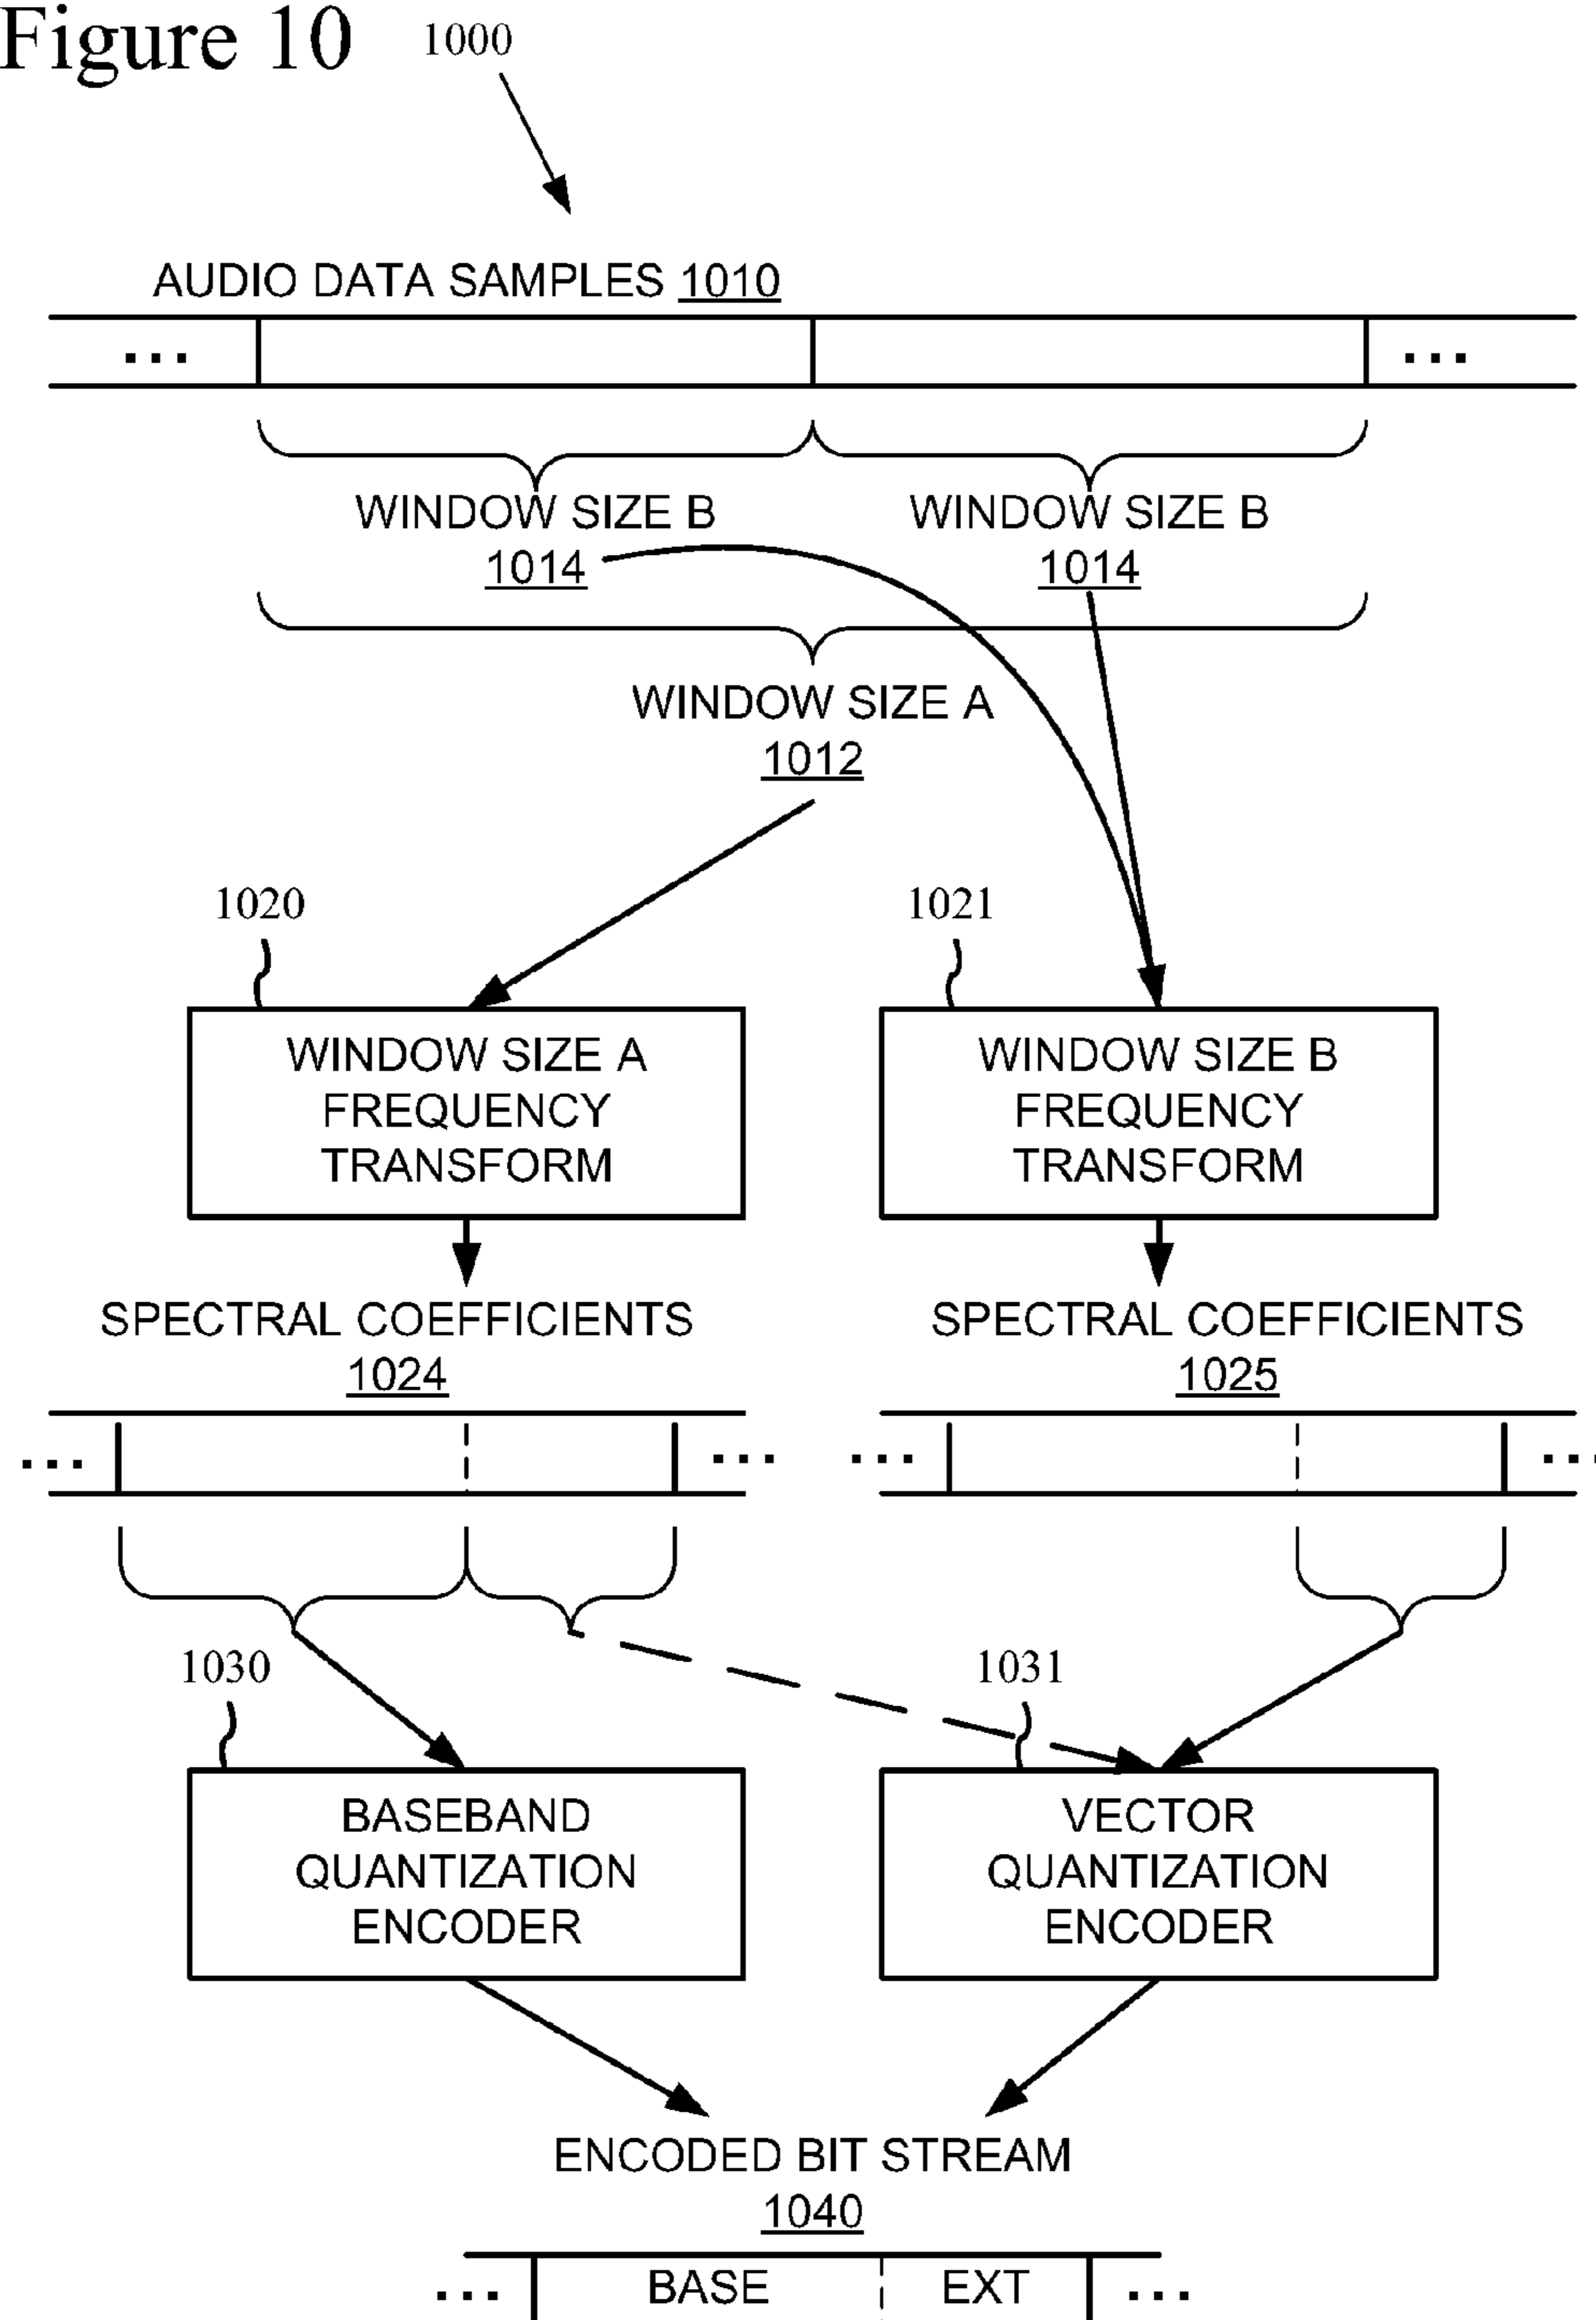 Figure 10
1000
AUDIO DATA SAMPLES 1010
... ...
WINDOW SIZE B WINDOW SIZE B
1014 1014
WINDOW SIZE A
1012
1020 1021
WINDOW SIZE A
FREQUENCY
TRANSFORM
WINDOW SIZE B
FREQUENCY
TRANSFORM
SPECTRAL COEFFICIENTS
1024
SPECTRAL COEFFICIENTS
1025
... ... ... ...
1030 1031
BASEBAND
QUANTIZATION
ENCODER
VECTOR
QUANTIZATION
ENCODER
ENCODED BIT STREAM
1040
... BASE EXT ...